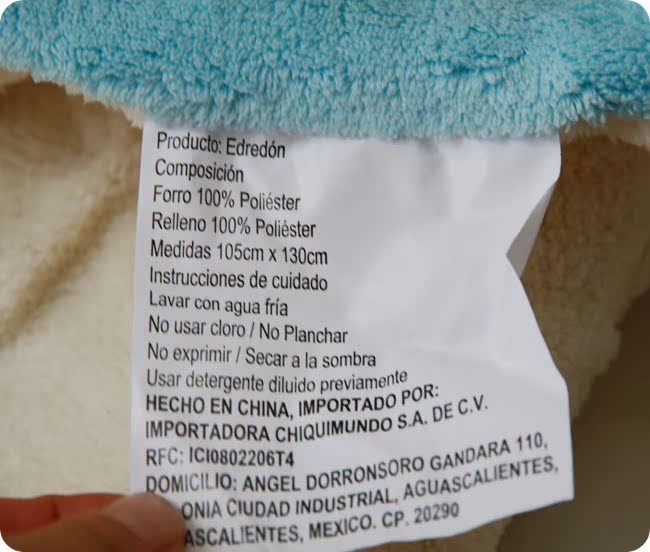 Producto: Edredón
Composición
Forro 100% Poliéster
Relleno 100% Poliéster
Medidas 105cm x 130cm
Instrucciones de cuidado
Lavar con agua fría
No usar cloro / No Planchar
No exprimir / Secar a la sombra
Usar detergente diluido previamente
HECHO EN CHINA, IMPORTADO POR:
IMPORTADORA CHIQUIMUNDO S.A. DE C.V.
RFC: ICI0802206T4
DOMICILIO: ANGEL DORRONSORO GANDARA 110,
ONIA CIUDAD INDUSTRIAL, AGUASCALIENTES,
ASCALIENTES, MEXICO. CP. 20290